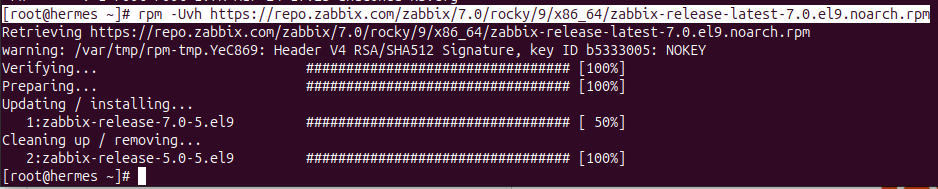 [root@hermes ~]# rpm -Uvh https://repo.zabbix.com/zabbix/7.0/rocky/9/x86_64/zabbix-release-latest-7.0.el9.noarch.rpm
Retrieving https://repo.zabbix.com/zabbix/7.0/rocky/9/x86_64/zabbix-release-latest-7.0.el9.noarch.rpm
warning: /var/tmp/rpm-tmp.YeC869: Header V4 RSA/SHA512 Signature, key ID b5333005: NOKEY
Verifying...                          ################################# [100%]
Preparing...                          ################################# [100%]
Updating / installing...
   1:zabbix-release-7.0-5.el9         ################################# [ 50%]
Cleaning up / removing...
   2:zabbix-release-5.0-5.el9         ################################# [100%]
[root@hermes ~]#